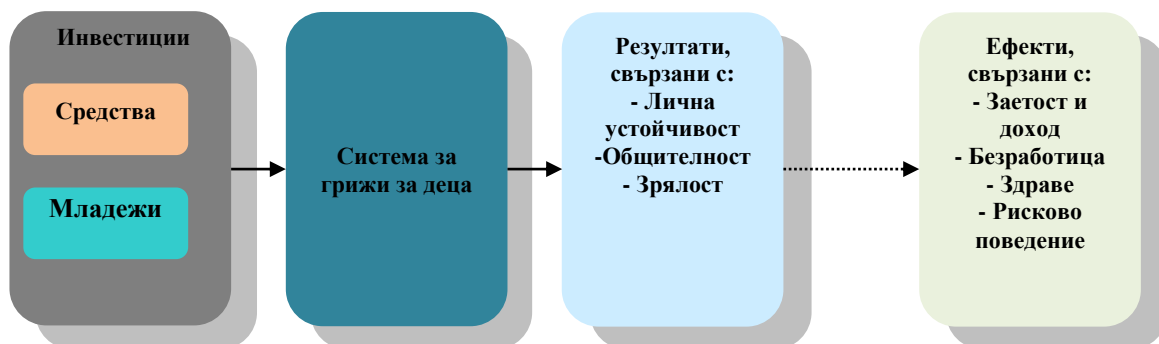 Инвестиции
Средства
Младежи
Система за
грижи за деца
Резултати,
свързани с:
- Лична
устойчивост
-Общителност
- Зрялост
Ефекти,
свързани с:
- Заетост и
доход
- Безработица
- Здраве
- Рисково
поведение